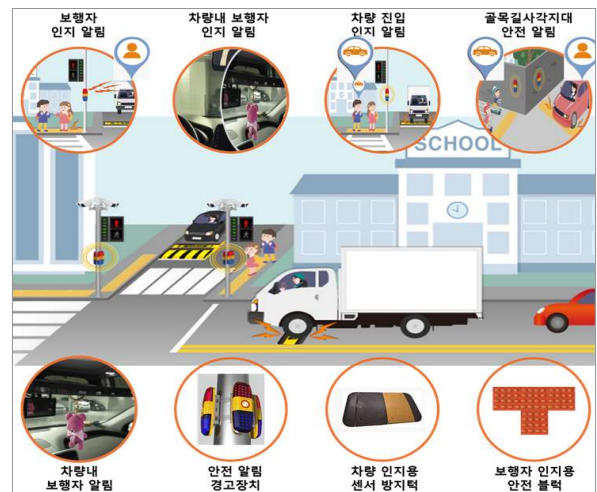 보행자
인지 알림
차량내 보행자
인지 알림
차량 진입
인지 알림
골목길사각지대
안전 알림
SCHOOL
차량내
보행자 알림
안전 알림
경고장치
차량 인지용
센서 방지턱
보행자 인지용
안전 블럭